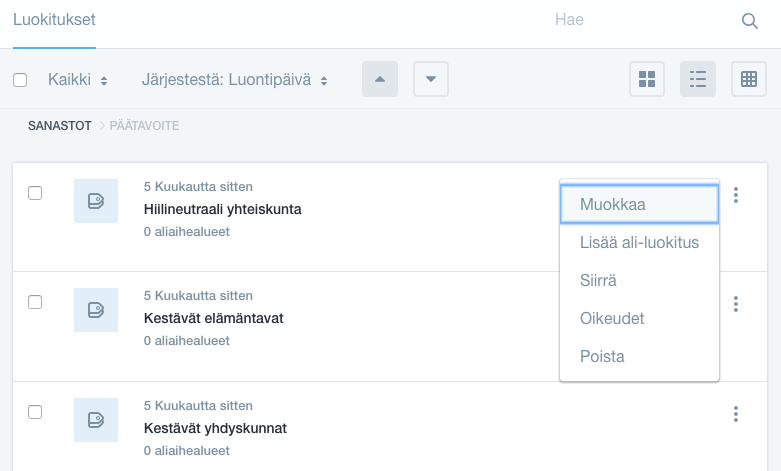 Luokitukset
Hae
Kaikki
Järjestestä: Luontipäivä
SANASTOT
PÄÄTAVOITE
5 Kuukautta sitten
Hiilineutraali yhteiskunta
0 aliaihealueet
Muokkaa
Lisää ali-luokitus
Siirrä
Oikeudet
Poista
5 Kuukautta sitten
Kestävät elämäntavat
0 aliaihealueet
5 Kuukautta sitten
Kestävät yhdyskunnat
0 aliaihealueet